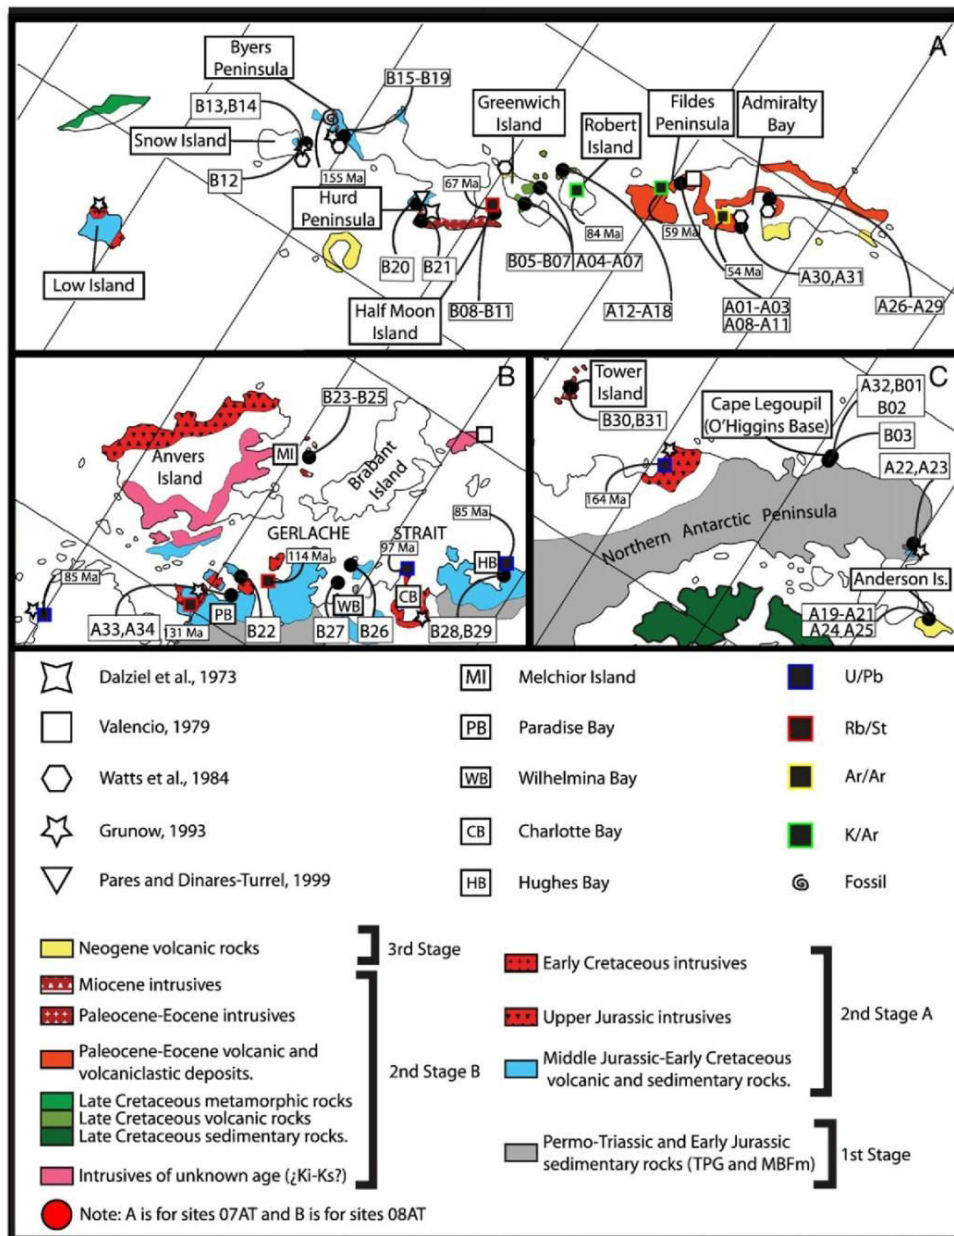 A
Byers
Peninsula
B15-B19
B13,B14
Greenwich
Island
Fildes
Peninsula
Admiralty
Bay
Snow Island
Robert
Island
B12
155 Ma
67 Ma
Hurd
Peninsula
84 Ma
59 Ma
Low Island
B20
B21
B05-B07
A04-A07
54 Ma
A30,A31
Half Moon
Island
B08-B11
A12-A18
A01-A03
A08-A11
A26-A29
B
B23-B25
MI
Anvers
Island
Brabant
Island
GERLACHE STRAIT
85 Ma
114 Ma
97 Ma
HB
85 Ma
PB
WB
CB
A33,A34
131 Ma
B22
B27
B26
B28,B29
C
Tower
Island
B30,B31
Cape Legoupil
(O'Higgins Base)
A32,B01
B02
B03
A22,A23
164 Ma
Northern Antarctic Peninsula
Anderson Is.
A19-A21
A24,A25
Dalziel et al., 1973
MI Melchior Island
U/Pb
Valencio, 1979
PB Paradise Bay
Rb/St
Watts et al., 1984
WB Wilhelmina Bay
Ar/Ar
Grunow, 1993
CB Charlotte Bay
K/Ar
Pares and Dinares-Turrel, 1999
HB Hughes Bay
Fossil
Neogene volcanic rocks
3rd Stage
Miocene intrusives
Paleocene-Eocene intrusives
Paleocene-Eocene volcanic and
volcaniclastic deposits.
2nd Stage B
Late Cretaceous metamorphic rocks
Late Cretaceous volcanic rocks
Late Cretaceous sedimentary rocks.
Intrusives of unknown age (¿Ki-Ks?)
Early Cretaceous intrusives
Upper Jurassic intrusives
2nd Stage A
Middle Jurassic-Early Cretaceous
volcanic and sedimentary rocks.
Permo-Triassic and Early Jurassic
sedimentary rocks (TPG and MBFm)
1st Stage
Note: A is for sites 07AT and B is for sites 08AT